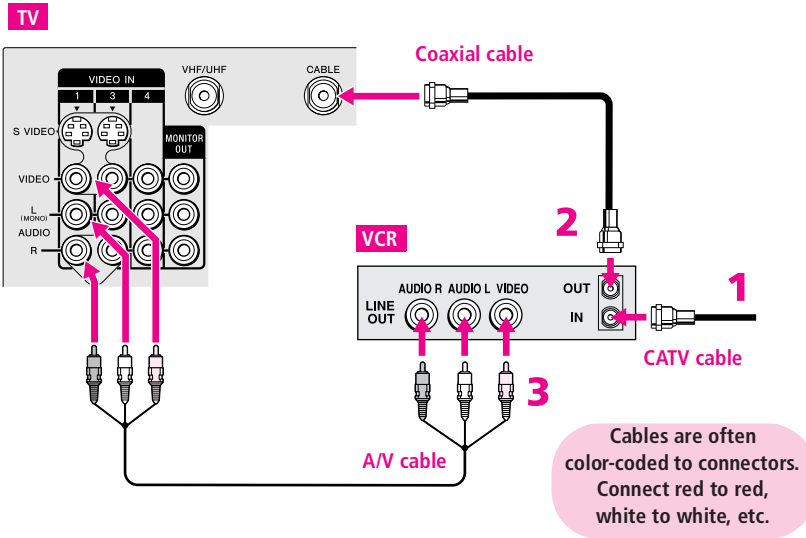 TV
Coaxial cable
VIDEO IN
VHF/UHF
CABLE
1 3 4
S VIDEO
MONITOR
OUT
VIDEO
L
(MONO)
AUDIO
R
2
VCR
1
AUDIO R AUDIO L VIDEO
OUT
LINE
OUT
IN
CATV cable
3
A/V cable
Cables are often
color-coded to connectors.
Connect red to red,
white to white, etc.